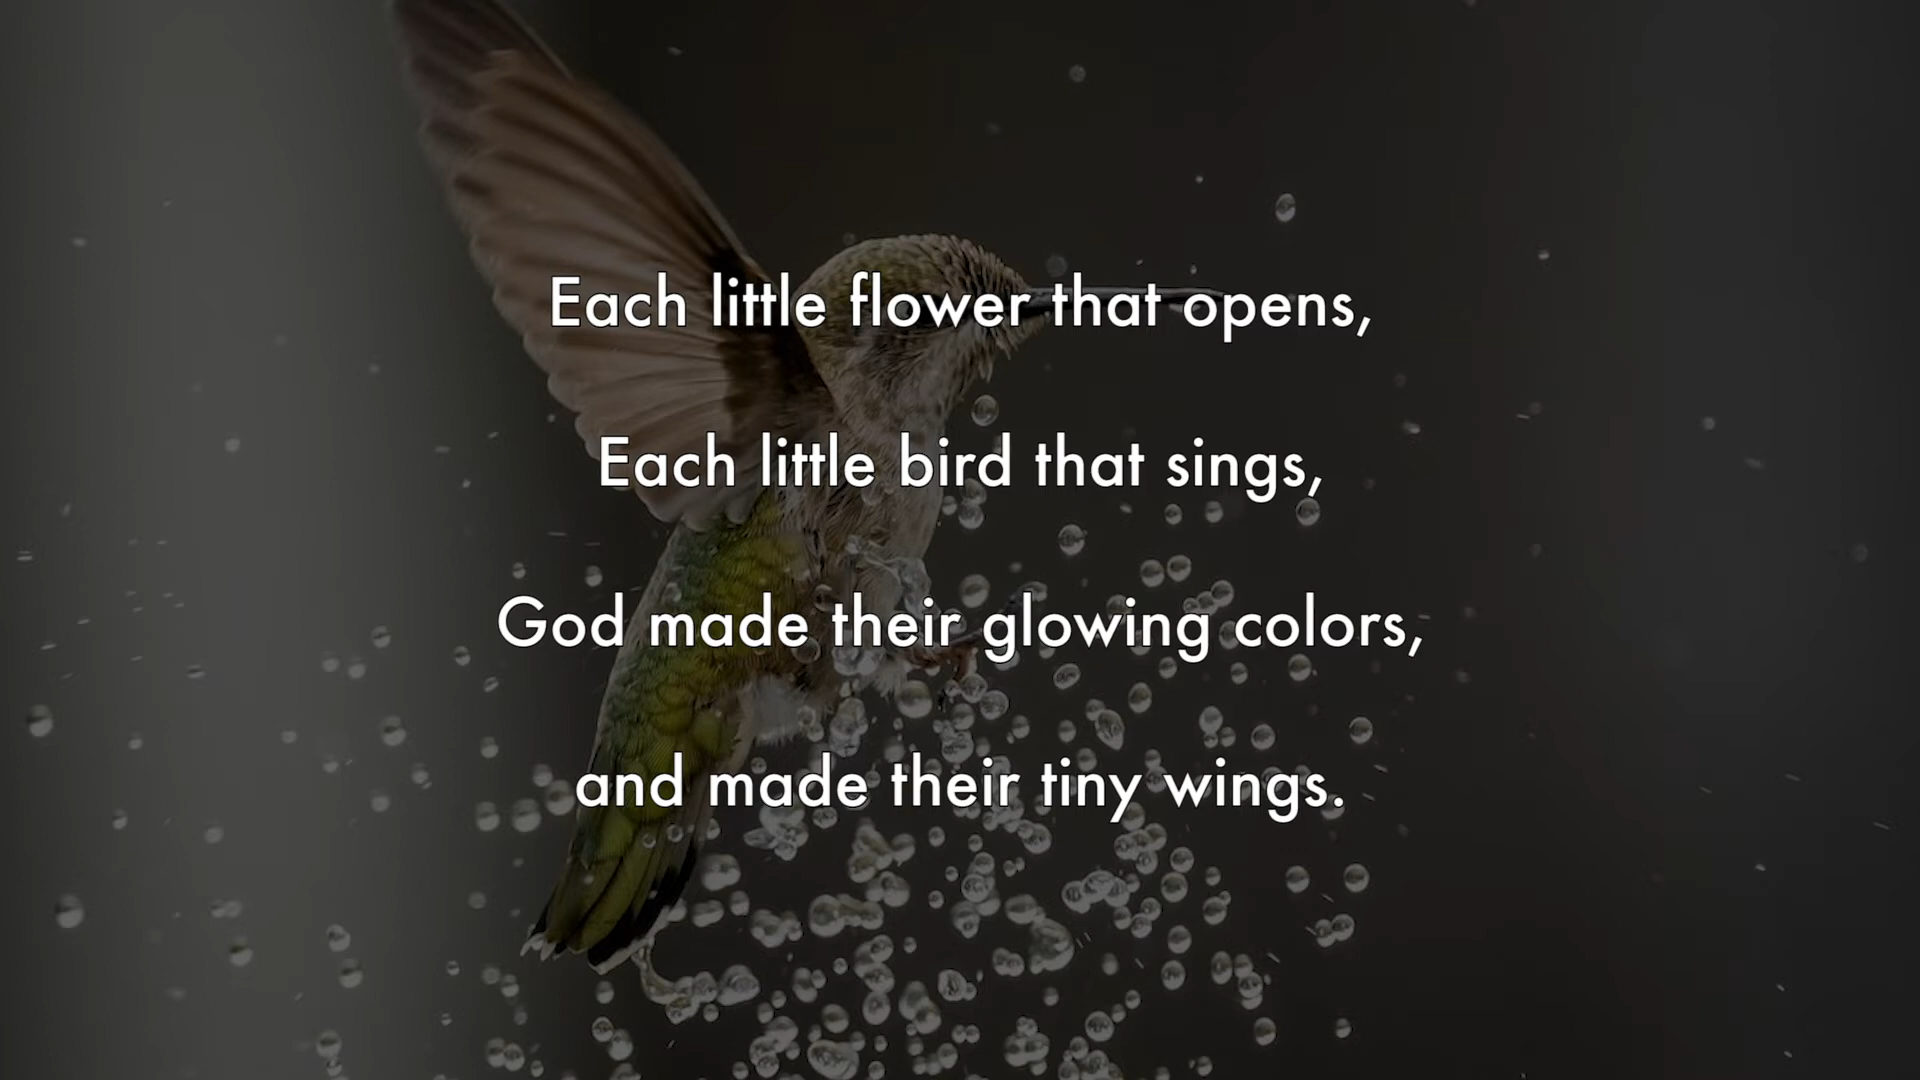 Each little flower that opens,
Each little bird that sings,
God made their glowing colors,
and made their tiny wings.